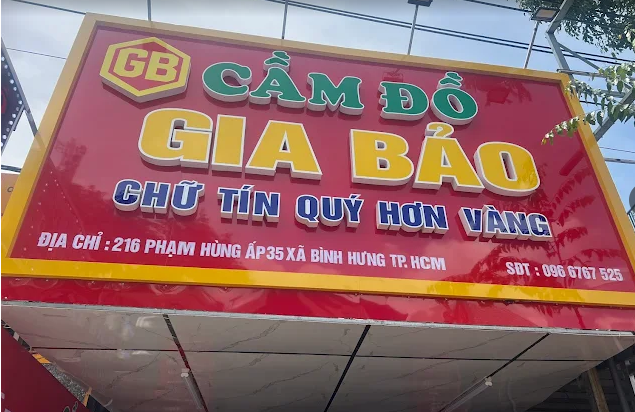 GB
CẦM ĐỒ
GIA BẢO
CHỮ TÍN QUÝ HƠN VÀNG
ĐỊA CHỈ : 216 PHẠM HÙNG ẤP35 XÃ BÌNH HƯNG TP. HCM
SĐT : 096 6767 525